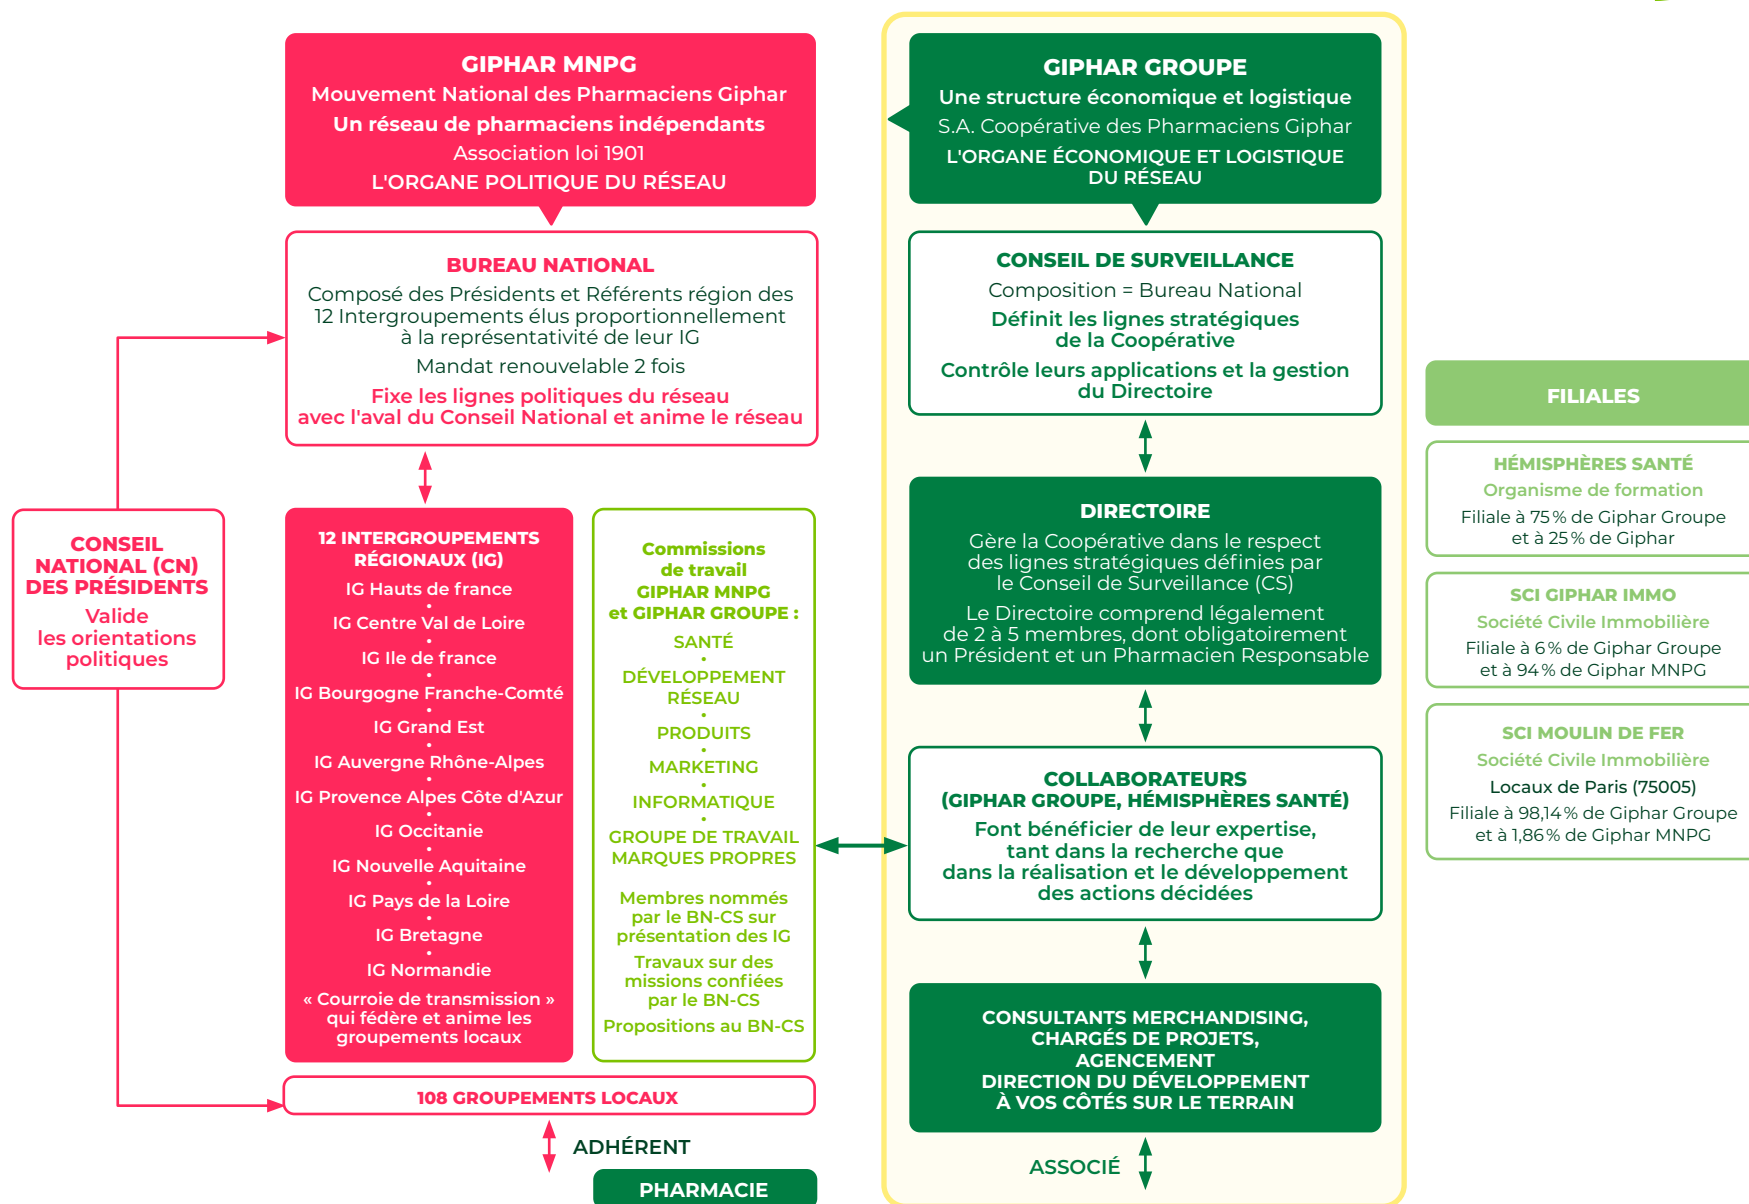 GIPHAR MNPG
Mouvement National des Pharmaciens Giphar
Un réseau de pharmaciens indépendants
Association loi 1901
L'ORGANE POLITIQUE DU RÉSEAU
BUREAU NATIONAL
Composé des Présidents et Référents région des
12 Intergroupements élus proportionnellement
à la représentativité de leur IG
Mandat renouvelable 2 fois
Fixe les lignes politiques du réseau
avec l'aval du Conseil National et anime le réseau
CONSEIL
NATIONAL (CN)
DES PRÉSIDENTS
Valide
les orientations
politiques
12 INTERGROUPEMENTS
RÉGIONAUX (IG)
IG Hauts de france
•
IG Centre Val de Loire
•
IG Ile de france
•
IG Bourgogne Franche-Comté
•
IG Grand Est
•
IG Auvergne Rhône-Alpes
•
IG Provence Alpes Côte d'Azur
•
IG Occitanie
•
IG Nouvelle Aquitaine
•
IG Pays de la Loire
•
IG Bretagne
•
IG Normandie
« Courroie de transmission »
qui fédère et anime les
groupements locaux
Commissions
de travail
GIPHAR MNPG
et GIPHAR GROUPE :
SANTÉ
•
DÉVELOPPEMENT
RÉSEAU
•
PRODUITS
•
MARKETING
•
INFORMATIQUE
•
GROUPE DE TRAVAIL
MARQUES PROPRES
Membres nommés
par le BN-CS sur
présentation des IG
Travaux sur des
missions confiées
par le BN-CS
Propositions au BN-CS
108 GROUPEMENTS LOCAUX
ADHÉRENT
PHARMACIE
GIPHAR GROUPE
Une structure économique et logistique
S.A. Coopérative des Pharmaciens Giphar
L'ORGANE ÉCONOMIQUE ET LOGISTIQUE
DU RÉSEAU
CONSEIL DE SURVEILLANCE
Composition = Bureau National
Définit les lignes stratégiques
de la Coopérative
Contrôle leurs applications et la gestion
du Directoire
DIRECTOIRE
Gère la Coopérative dans le respect
des lignes stratégiques définies par
le Conseil de Surveillance (CS)
Le Directoire comprend légalement
de 2 à 5 membres, dont obligatoirement
un Président et un Pharmacien Responsable
COLLABORATEURS
(GIPHAR GROUPE, HÉMISPHÈRES SANTÉ)
Font bénéficier de leur expertise,
tant dans la recherche que
dans la réalisation et le développement
des actions décidées
CONSULTANTS MERCHANDISING,
CHARGÉS DE PROJETS,
AGENCEMENT
DIRECTION DU DÉVELOPPEMENT
À VOS CÔTÉS SUR LE TERRAIN
ASSOCIÉ
FILIALES
HÉMISPHÈRES SANTÉ
Organisme de formation
Filiale à 75 % de Giphar Groupe
et à 25 % de Giphar
SCI GIPHAR IMMO
Société Civile Immobilière
Filiale à 6 % de Giphar Groupe
et à 94 % de Giphar MNPG
SCI MOULIN DE FER
Société Civile Immobilière
Locaux de Paris (75005)
Filiale à 98,14 % de Giphar Groupe
et à 1,86 % de Giphar MNPG